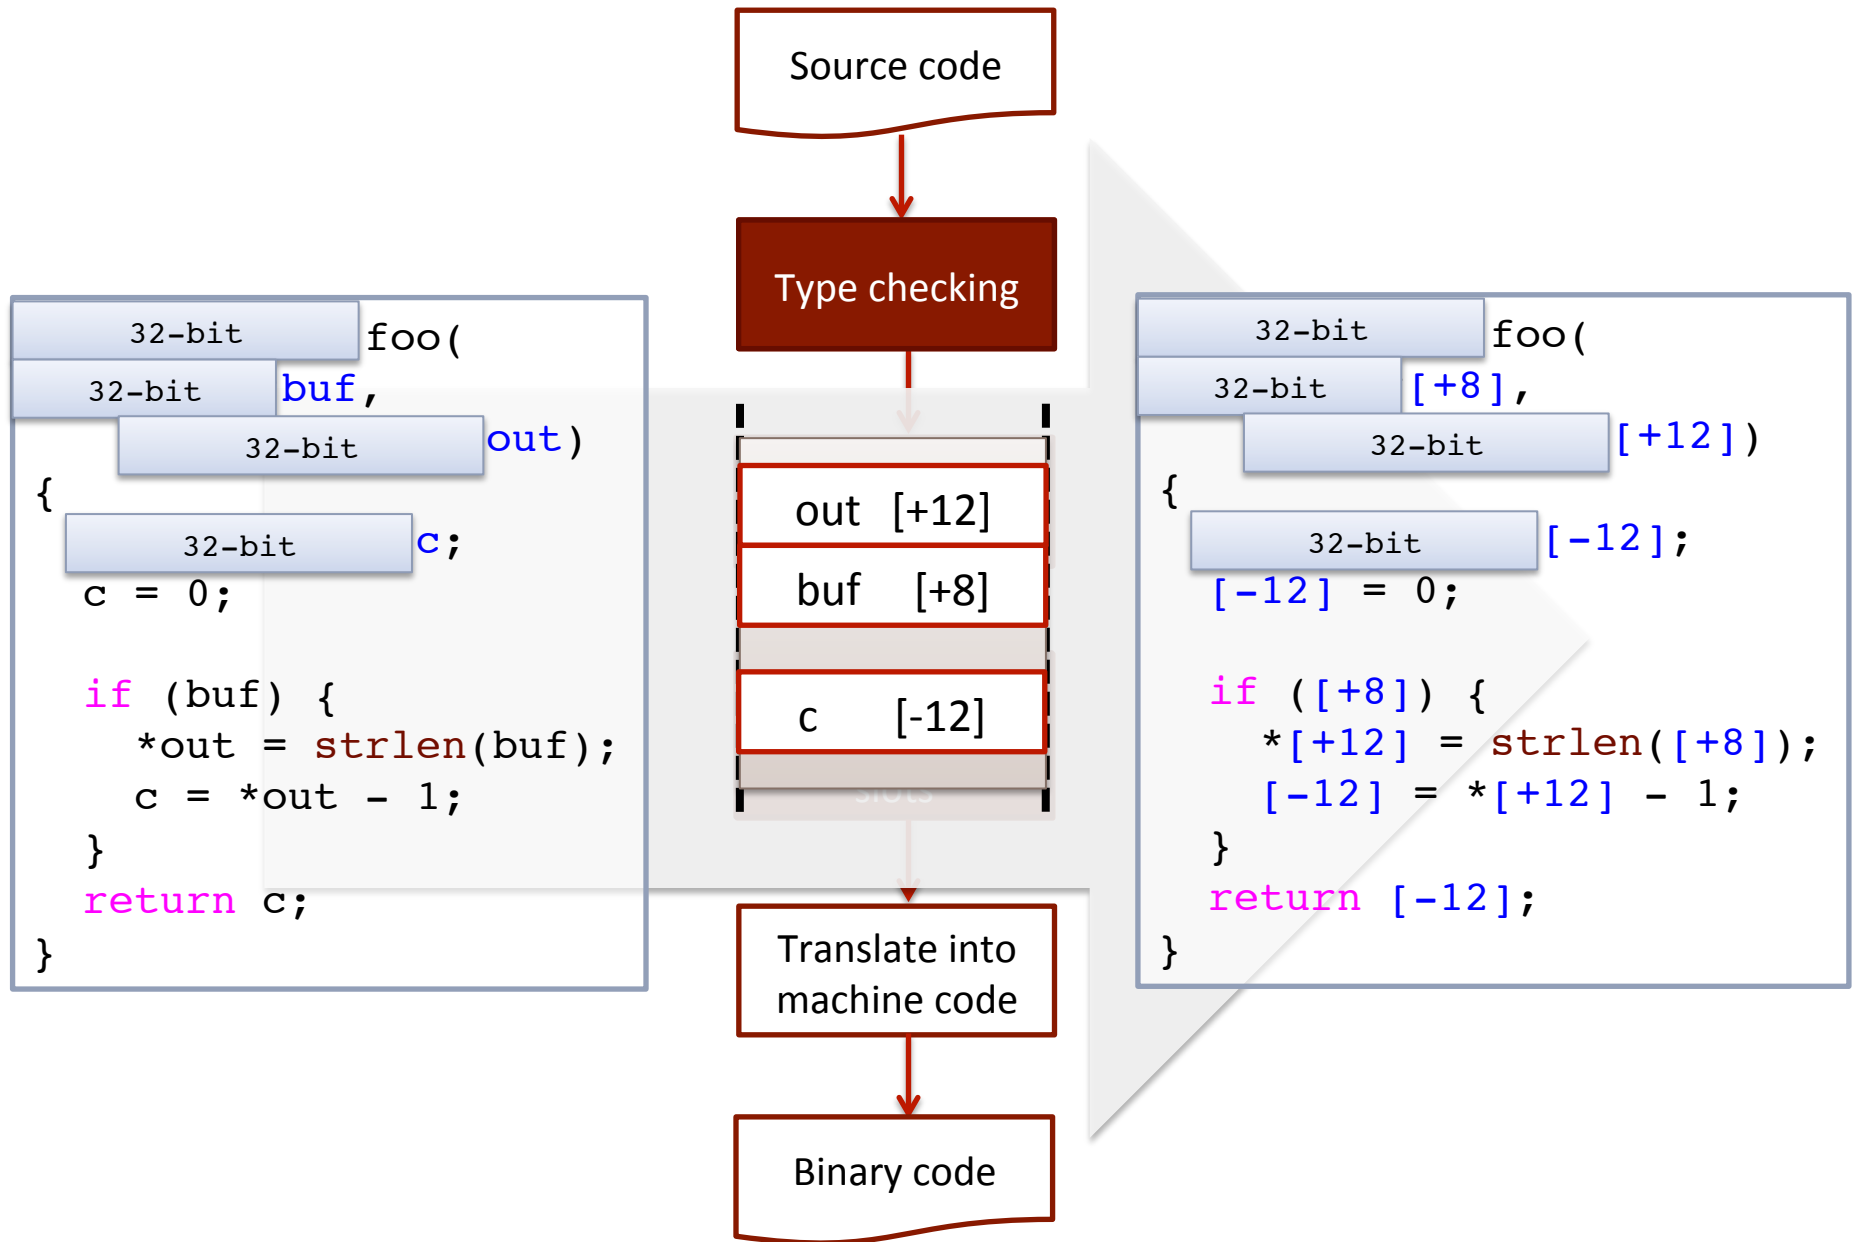 Source code
Type checking
32-bit foo(
32-bit buf,
32-bit out)
{
32-bit c;
c = 0;
if (buf) {
*out = strlen(buf);
c = *out - 1;
}
return c;
}
out [+12]
buf [+8]
c [-12]
slots
Translate into
machine code
Binary code
32-bit foo(
32-bit [+8],
32-bit [+12])
{
32-bit [-12];
[-12] = 0;
if ([+8]) {
*[+12] = strlen([+8]);
[-12] = *[+12] - 1;
}
return [-12];
}